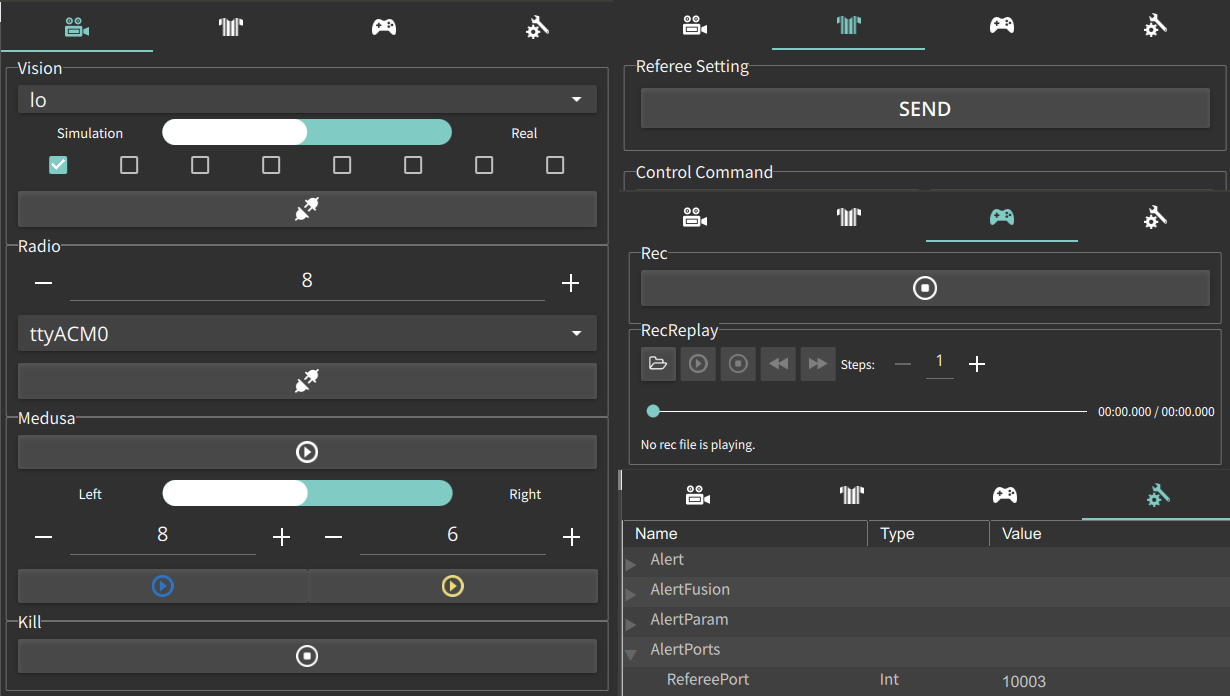 Vision
lo
Simulation Real
Radio
8
ttyACM0
Medusa
Left Right
8 6
Kill
Referee Setting
SEND
Control Command
Rec
RecReplay
Steps: 1
00:00.000 / 00:00.000
No rec file is playing.
Name Type Value
Alert
AlertFusion
AlertParam
AlertPorts
RefereePort Int 10003